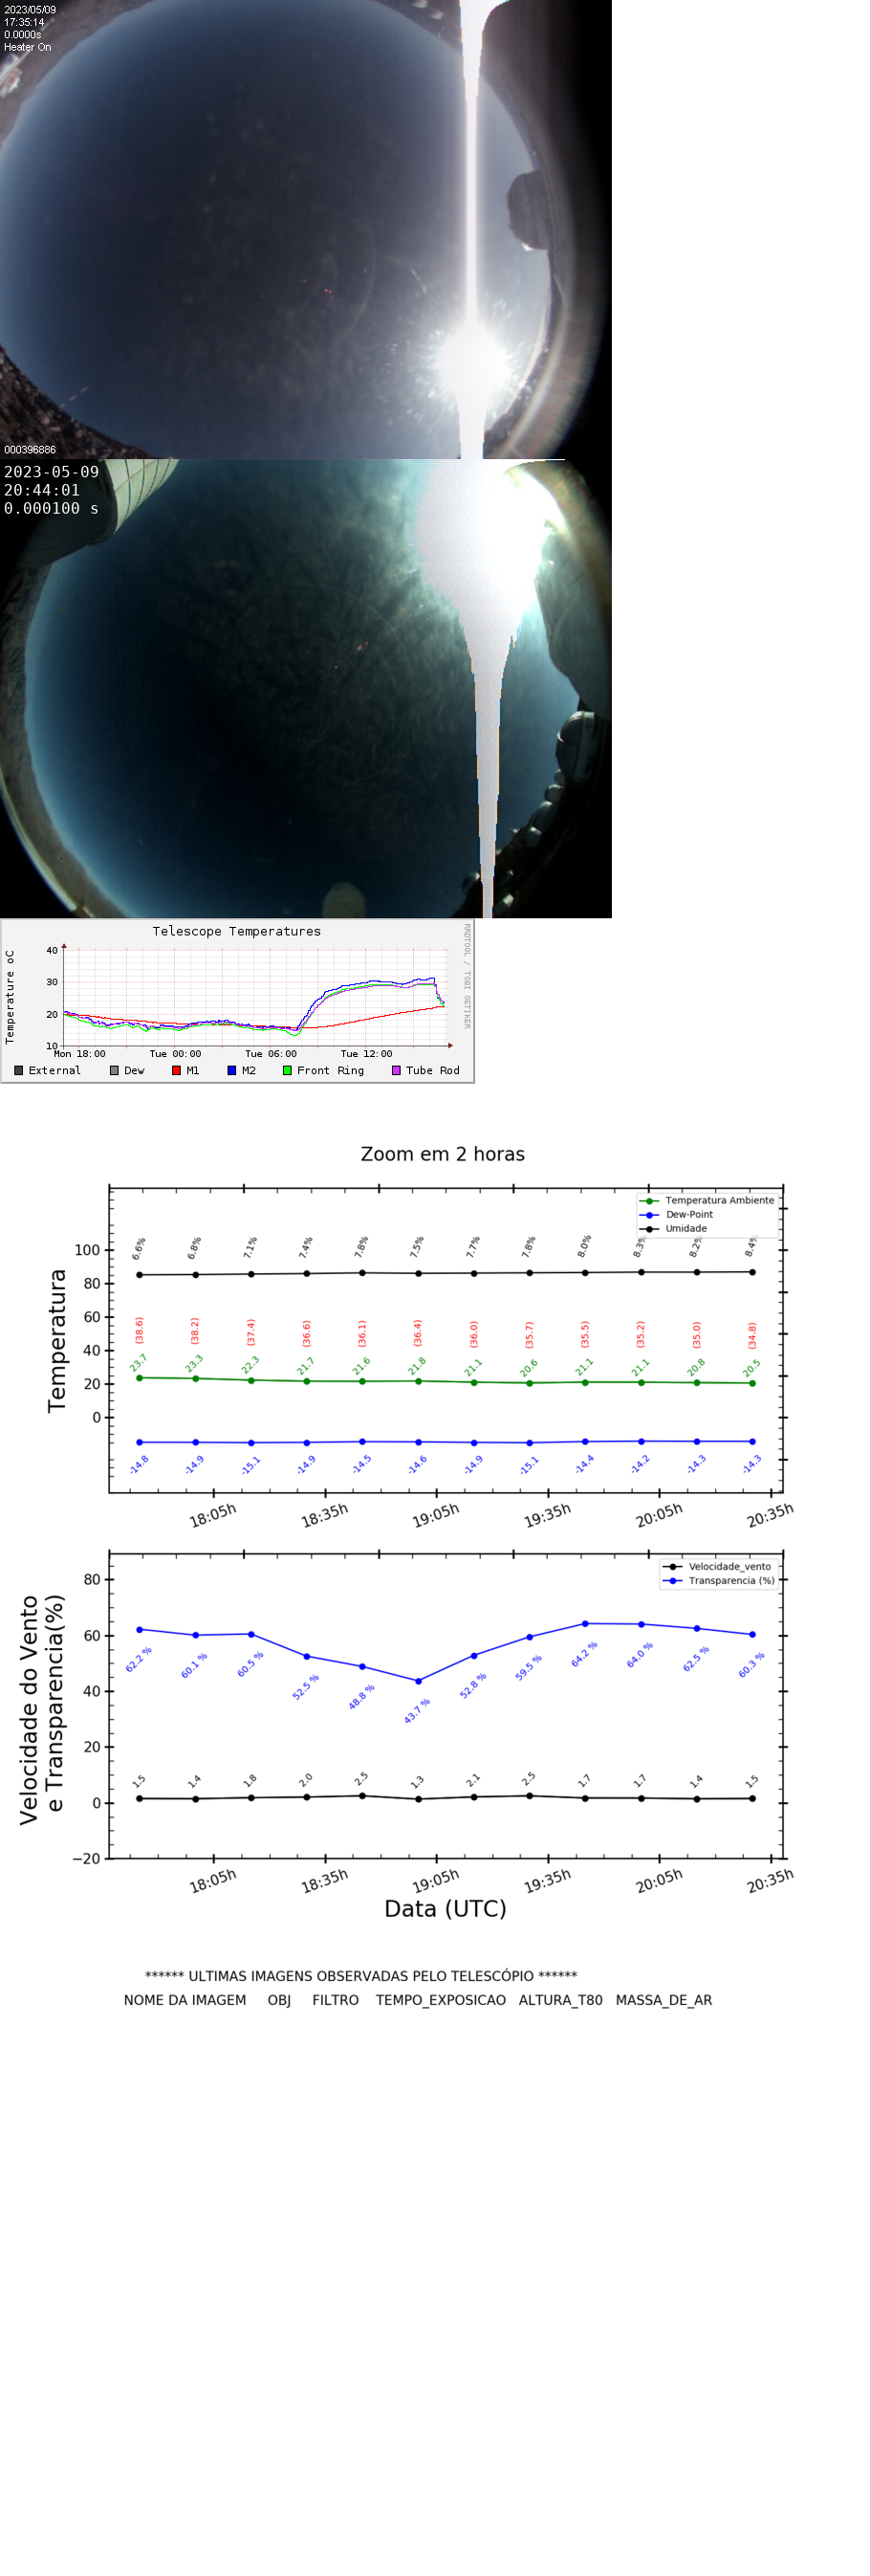 2023/05/09
17:35:14
0.0000s
Heater On
000396886
2023-05-09
20:44:01
0.000100 s
Telescope Temperatures
RRDTOOL / TOBI OETIKER
Temperature oC
40
30
20
10
Mon 18:00 Tue 00:00 Tue 06:00 Tue 12:00
External Dew M1 M2 Front Ring Tube Rod
Zoom em 2 horas
Temperatura Ambiente
Dew-Point
Umidade
Temperatura
100
80
60
40
20
0
6.6% 6.8% 7.1% 7.4% 7.8% 7.5% 7.7% 7.8% 8.0% 8.3% 8.2% 8.4%
(38.6) (38.2) (37.4) (36.6) (36.1) (36.4) (36.0) (35.7) (35.5) (35.2) (35.0) (34.8)
23.7 23.3 22.3 21.7 21.6 21.8 21.1 20.6 21.1 21.1 20.8 20.5
-14.8 -14.9 -15.1 -14.9 -14.5 -14.6 -14.9 -15.1 -14.4 -14.2 -14.3 -14.3
18:05h 18:35h 19:05h 19:35h 20:05h 20:35h
Velocidade_vento
Transparencia (%)
Velocidade do Vento
e Transparencia(%)
80
60
40
20
0
−20
62.2 % 60.1 % 60.5 % 52.5 % 48.8 % 43.7 % 52.8 % 59.5 % 64.2 % 64.0 % 62.5 % 60.3 %
1.5 1.4 1.8 2.0 2.5 1.3 2.1 2.5 1.7 1.7 1.4 1.5
18:05h 18:35h 19:05h 19:35h 20:05h 20:35h
Data (UTC)
****** ULTIMAS IMAGENS OBSERVADAS PELO TELESCÓPIO ******
NOME DA IMAGEM OBJ FILTRO TEMPO_EXPOSICAO ALTURA_T80 MASSA_DE_AR